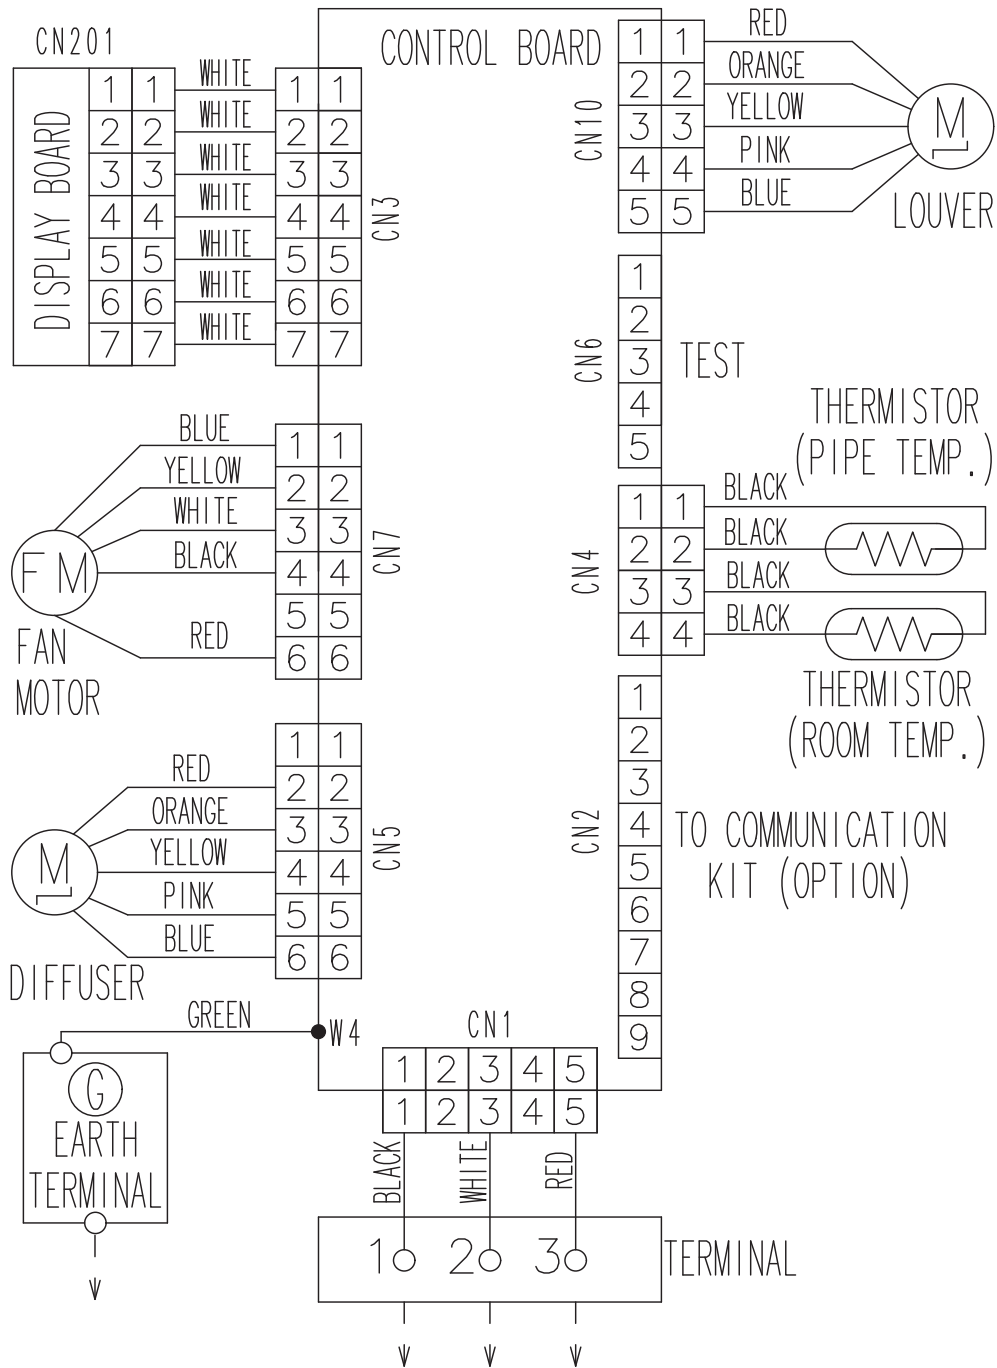 CN201
CONTROL BOARD
DISPLAY BOARD
1 1 WHITE 1 1
2 2 WHITE 2 2
3 3 WHITE 3 3
4 4 WHITE 4 4
5 5 WHITE 5 5
6 6 WHITE 6 6
7 7 WHITE 7 7
CN3
CN10
1 1 RED
2 2 ORANGE
3 3 YELLOW
4 4 PINK
5 5 BLUE
M
LOUVER
CN6
1
2
3
4
5
TEST
BLUE 1 1
YELLOW 2 2
WHITE 3 3
BLACK 4 4
5 5
RED 6 6
CN7
FM
FAN
MOTOR
THERMISTOR
(PIPE TEMP.)
CN4
1 1 BLACK
2 2 BLACK
3 3 BLACK
4 4 BLACK
THERMISTOR
(ROOM TEMP.)
1 1
RED 2 2
ORANGE 3 3
YELLOW 4 4
PINK 5 5
BLUE 6 6
CN5
M
DIFFUSER
CN2
1
2
3
4
5
6
7
8
9
TO COMMUNICATION
KIT (OPTION)
GREEN
W4
G
EARTH
TERMINAL
CN1
1 2 3 4 5
1 2 3 4 5
BLACK
WHITE
RED
1 2 3
TERMINAL